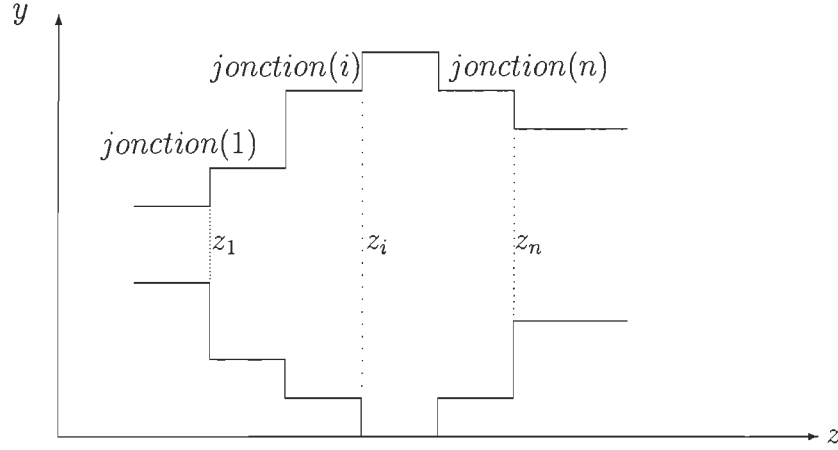 y
jonction(i)
jonction(n)
jonction(1)
z_1
z_i
z_n
z